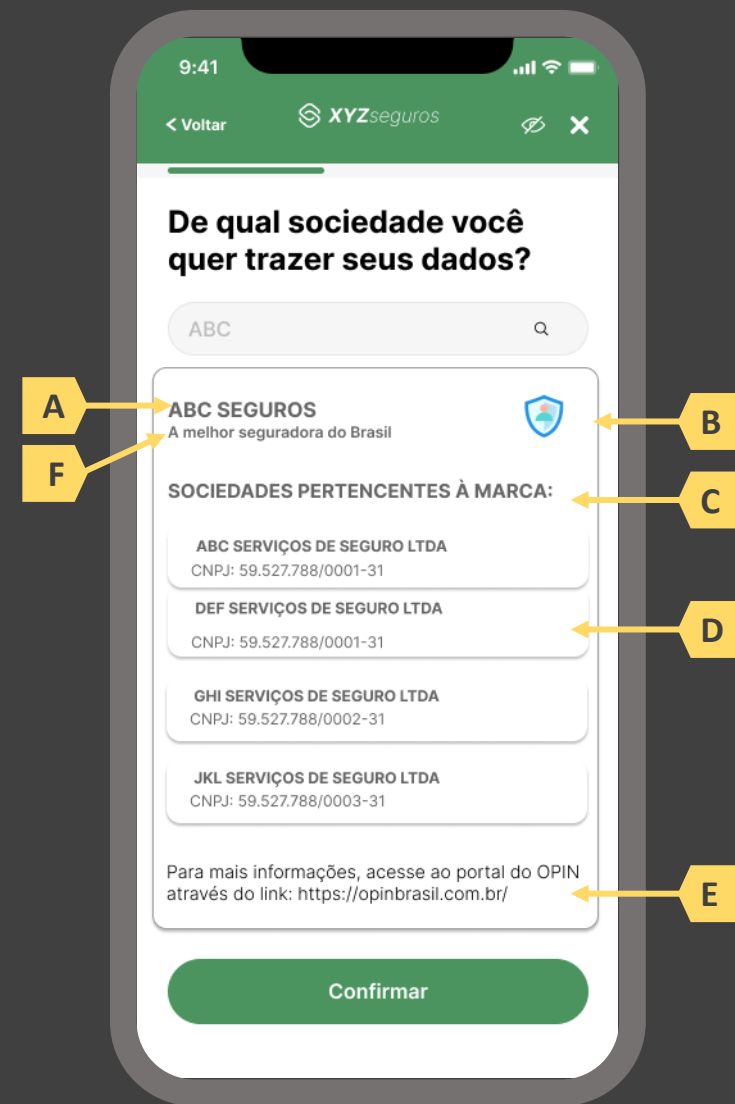 9:41
< Voltar
XYZseguros
De qual sociedade você
quer trazer seus dados?
ABC
A
ABC SEGUROS
B
F
A melhor seguradora do Brasil
SOCIEDADES PERTENCENTES À MARCA:
C
ABC SERVIÇOS DE SEGURO LTDA
CNPJ: 59.527.788/0001-31
DEF SERVIÇOS DE SEGURO LTDA
D
CNPJ: 59.527.788/0001-31
GHI SERVIÇOS DE SEGURO LTDA
CNPJ: 59.527.788/0002-31
JKL SERVIÇOS DE SEGURO LTDA
CNPJ: 59.527.788/0003-31
Para mais informações, acesse ao portal do OPIN
através do link: https://opinbrasil.com.br/
E
Confirmar